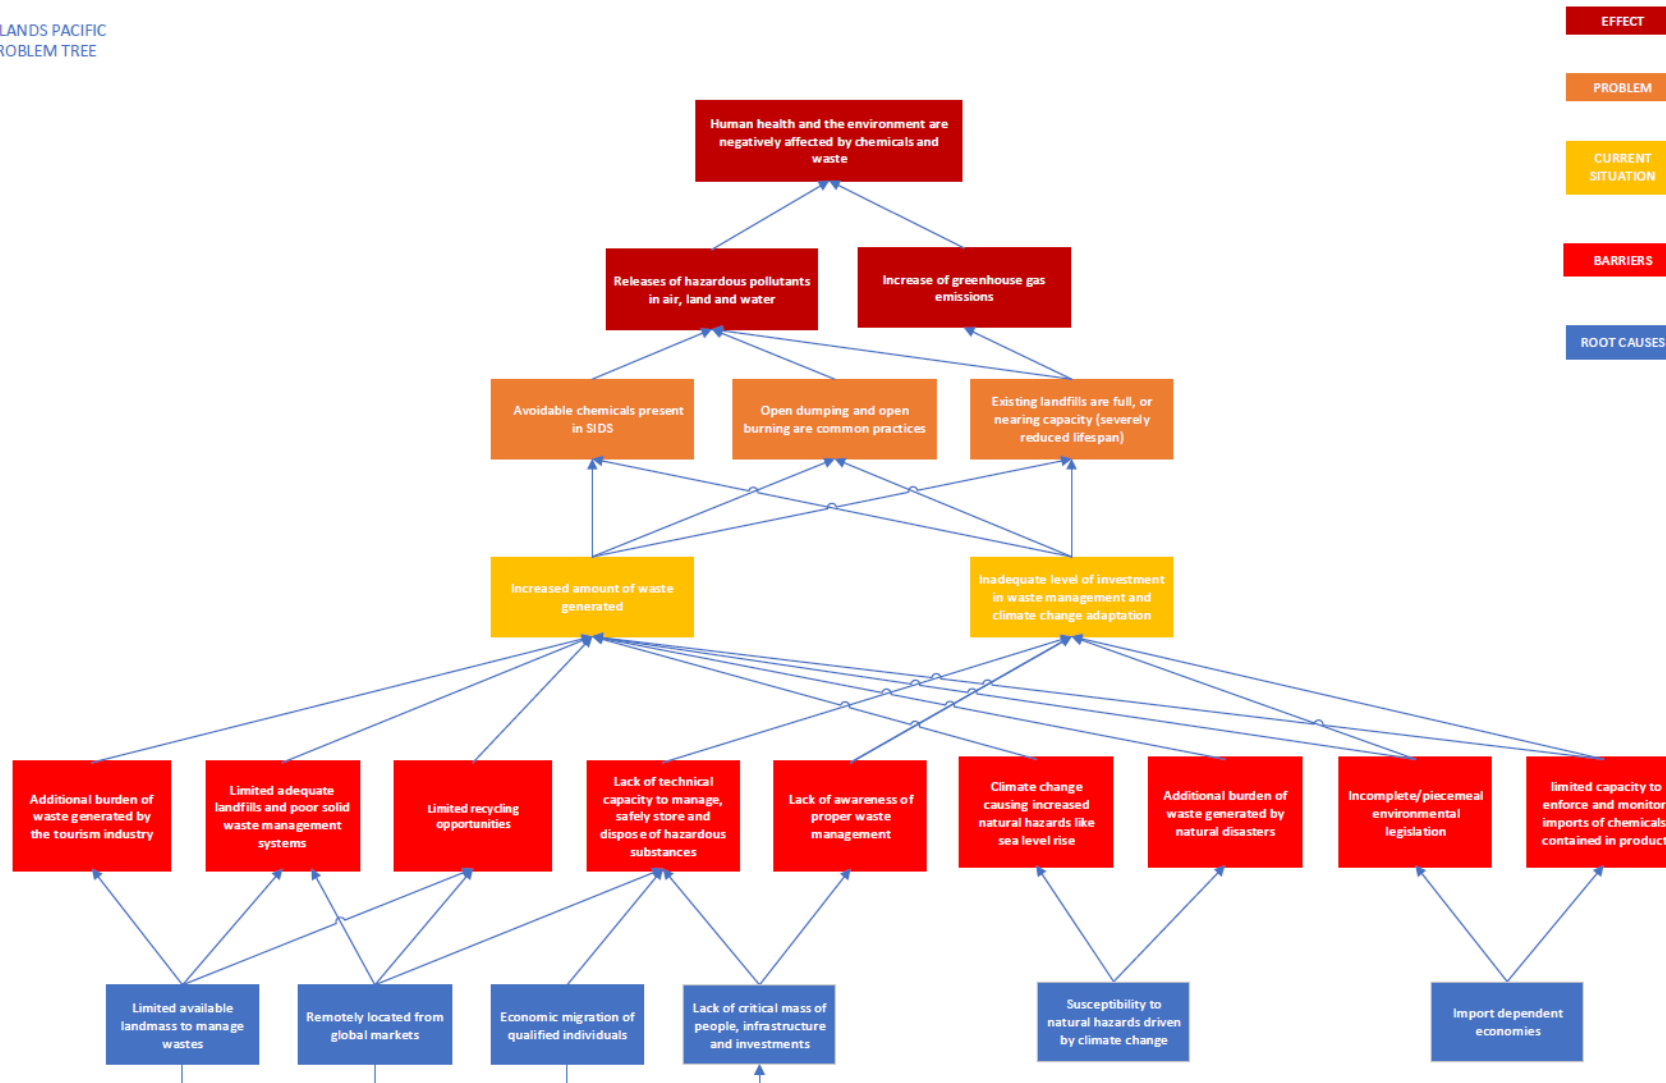 LANDS PACIFIC
ROBLEM TREE
EFFECT
PROBLEM
CURRENT
SITUATION
BARRIERS
ROOT CAUSES
Human health and the environment are
negatively affected by chemicals and
waste
Releases of hazardous pollutants
in air, land and water
Increase of greenhouse gas
emissions
Avoidable chemicals present
in SIDS
Open dumping and open
burning are common practices
Existing landfills are full, or
nearing capacity (severely
reduced lifespan)
Increased amount of waste
generated
Inadequate level of investment
in waste management and
climate change adaptation
Additional burden of
waste generated by
the tourism industry
Limited adequate
landfills and poor solid
waste management
systems
Limited recycling
opportunities
Lack of technical
capacity to manage,
safely store and
dispose of hazardous
substances
Lack of awareness of
proper waste
management
Climate change
causing increased
natural hazards like
sea level rise
Additional burden of
waste generated by
natural disasters
Incomplete/piecemeal
environmental
legislation
limited capacity to
enforce and monitor
imports of chemicals
contained in product
Limited available
landmass to manage
wastes
Remotely located from
global markets
Economic migration of
qualified individuals
Lack of critical mass of
people, infrastructure
and investments
Susceptibility to
natural hazards driven
by climate change
Import dependent
economies